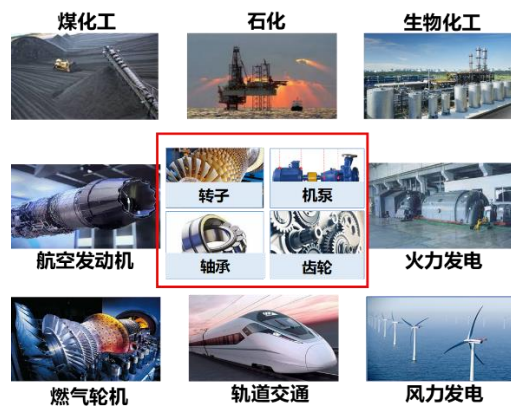 煤化工
石化
生物化工
转子
机泵
航空发动机
轴承
齿轮
火力发电
燃气轮机
轨道交通
风力发电